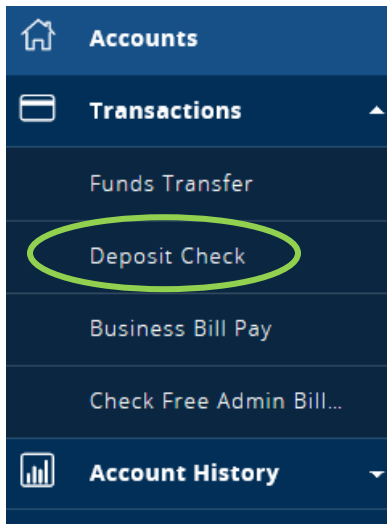 Accounts
Transactions
Funds Transfer
Deposit Check
Business Bill Pay
Check Free Admin Bill...
Account History